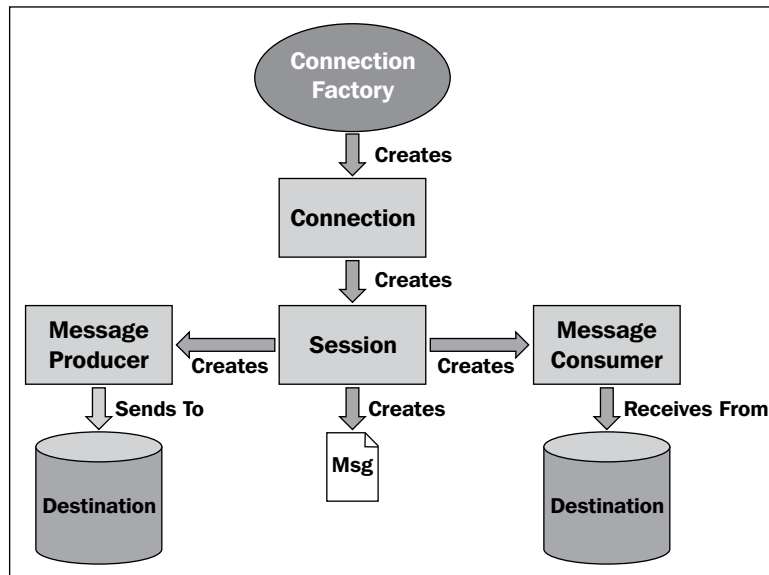 Connection
Factory
Creates
Connection
Creates
Message
Producer
Creates
Session
Creates
Message
Consumer
Sends To
Creates
Receives From
Destination
Msg
Destination